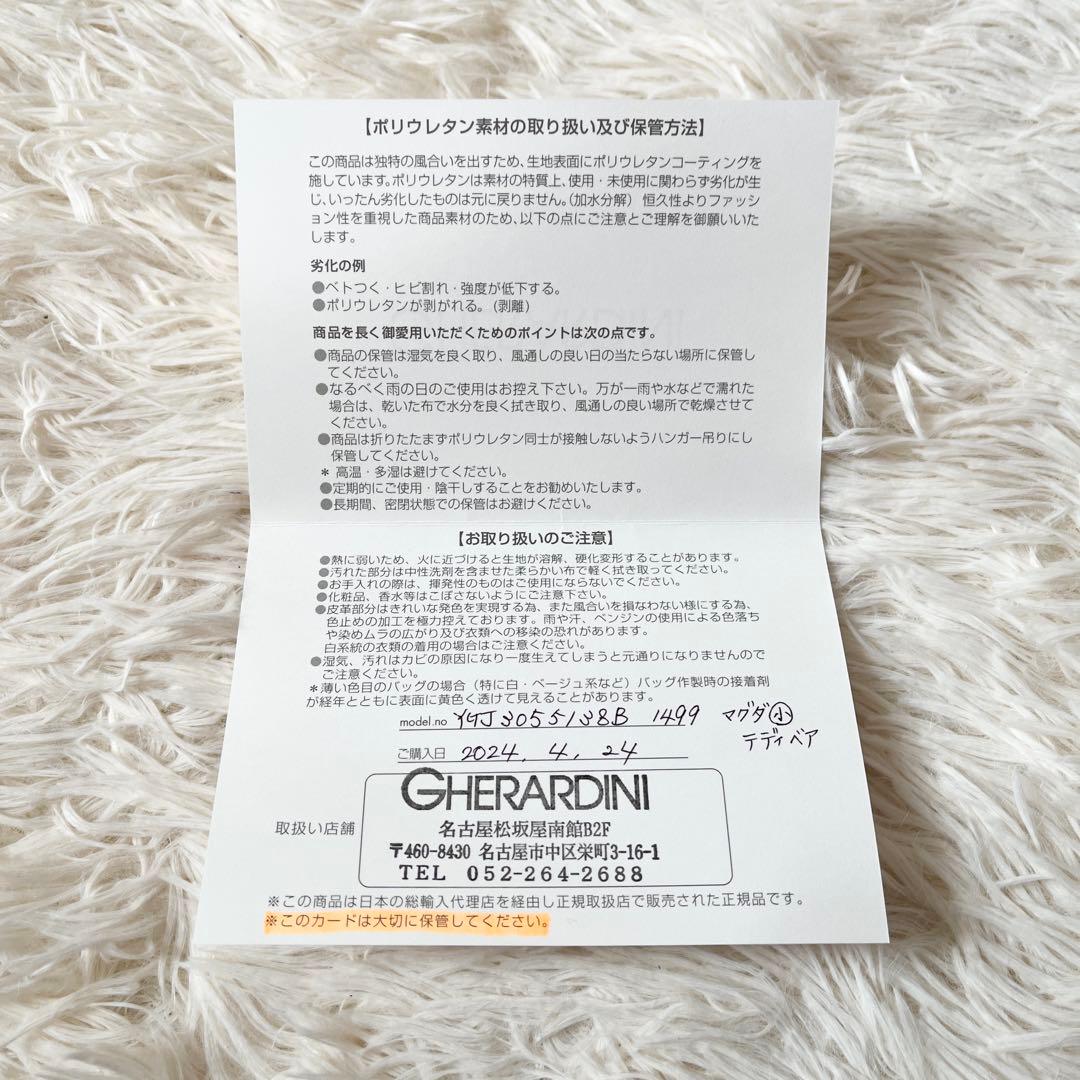 【ポリウレタン素材の取り扱い及び保管方法】
この商品は独特の風合いを出すため、生地表面にポリウレタンコーティングを
施しています。ポリウレタンは素材の特質上、使用・未使用に関わらず劣化が生
じ、いったん劣化したものは元に戻りません。（加水分解） 恒久性よりファッシ
ョン性を重視した商品素材のため、以下の点にご注意とご理解を御願いいた
します。
劣化の例
●ベトつく・ヒビ割れ・強度が低下する。
●ポリウレタンが剥がれる。（剥離）
商品を長く御愛用いただくためのポイントは次の点です。
●商品の保管は湿気を良く取り、風通しの良い日の当たらない場所に保管し
てください。
●なるべく雨の日のご使用はお控え下さい。万が一雨や水などで濡れた
場合は、乾いた布で水分を良く拭き取り、風通しの良い場所で乾燥させて
ください。
●商品は折りたたまずポリウレタン同士が接触しないようハンガー吊りにし
保管してください。
＊ 高温・多湿は避けてください。
●定期的にご使用・陰干しすることをお勧めいたします。
●長期間、密閉状態での保管はお避けください。
【お取り扱いのご注意】
●熱に弱いため、火に近づけると生地が溶解、硬化変形することがあります。
●汚れた部分は中性洗剤を含ませた柔らかい布で軽く拭き取ってください。
●お手入れの際は、揮発性のものはご使用にならないでください。
●化粧品、香水等はこぼさないようにご注意下さい。
●皮革部分はきれいな発色を実現する為、また風合いを損なわない様にする為、
色止めの加工を極力控えております。雨や汗、ベンジンの使用による色落ち
や染めムラの広がり及び衣類への移染の恐れがあります。
白系統の衣類の着用の場合はご注意ください。
●湿気、汚れはカビの原因になり一度生えてしまうと元通りになりませんので
ご注意ください。
＊薄い色目のバッグの場合（特に白・ベージュ系など）バッグ作製時の接着剤
が経年とともに表面に黄色く透けて見えることがあります。
model.no 3055138B 1499 マグダ小
テディベア
ご購入日 2024. 4. 24
GHERARDINI
取扱い店舗 名古屋松坂屋南館B2F
〒460-8430 名古屋市中区栄町3-16-1
TEL 052-264-2688
※この商品は日本の総輸入代理店を経由し正規取扱店で販売された正規品です。
※このカードは大切に保管してください。